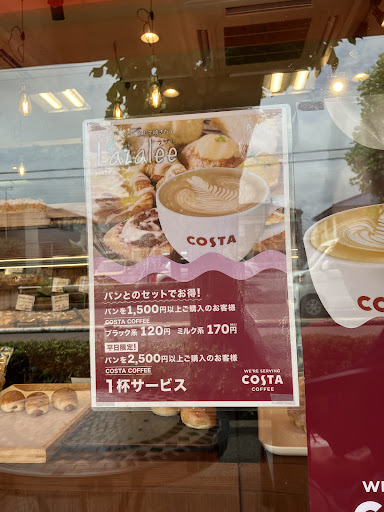 Lazalee
COSTA
パンとのセットでお得!
パンを1,500円以上ご購入のお客様
COSTA COFFEE
ブラック系 120円 ミルク系 170円
平日限定!
パンを2,500円以上ご購入のお客様
COSTA COFFEE
1杯サービス
WE'RE SERVING
COSTA
COFFEE
COSTA